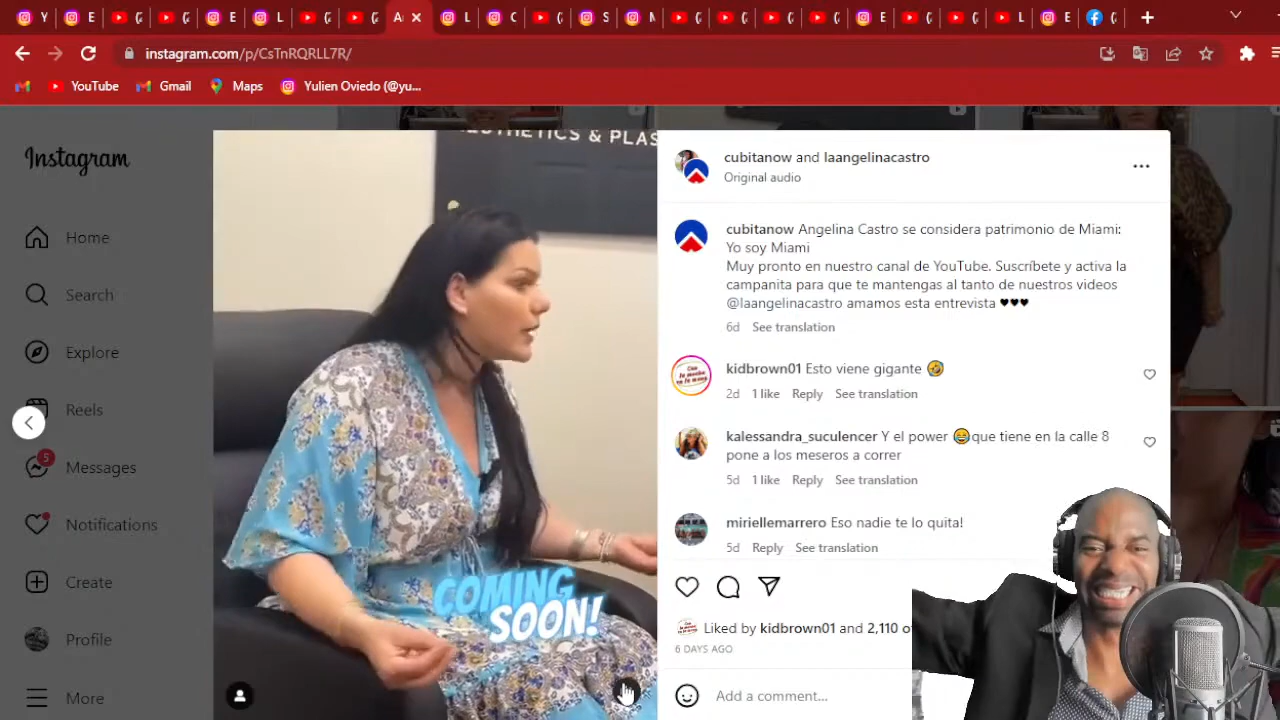 instagram.com/p/CsTnRQRLL7R/
YouTube
Gmail
Maps
Yulien Oviedo (@yu...
Instagram
Home
Search
Explore
Reels
5
Messages
Notifications
Create
Profile
More
AESTHETICS & PLAS
COMING
SOON!
cubitanow and laangelinacastro
Original audio
cubitanow Angelina Castro se considera patrimonio de Miami:
Yo soy Miami
Muy pronto en nuestro canal de YouTube. Suscríbete y activa la
campanita para que te mantengas al tanto de nuestros videos
@laangelinacastro amamos esta entrevista ♥♥♥
6d See translation
kidbrown01 Esto viene gigante 🤣
2d 1 like Reply See translation
kalessandra_suculencer Y el power 😂que tiene en la calle 8
pone a los meseros a correr
5d 1 like Reply See translation
miriellemarrero Eso nadie te lo quita!
5d Reply See translation
Liked by kidbrown01 and 2,110 o
6 DAYS AGO
Add a comment...